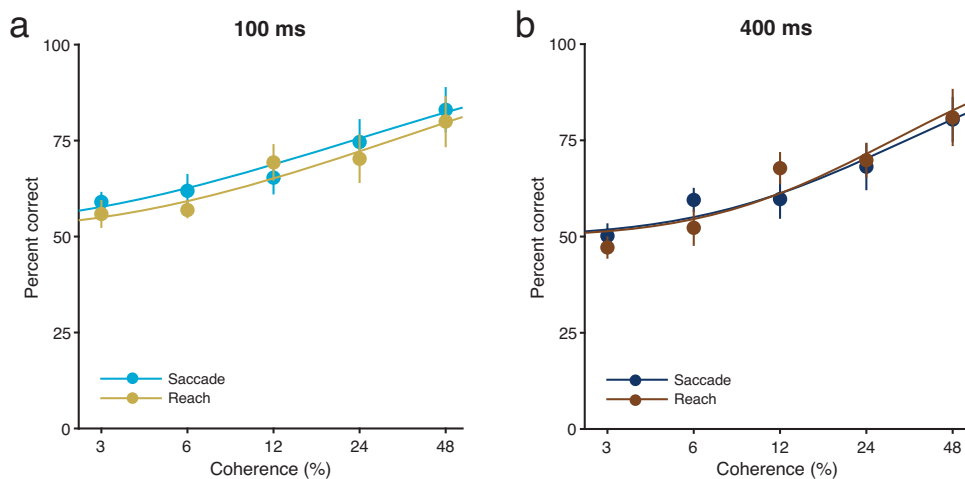 a
100 ms
100
75
50
25
0
Percent correct
Saccade
Reach
3 6 12 24 48
Coherence (%)
b
400 ms
100
75
50
25
0
Percent correct
Saccade
Reach
3 6 12 24 48
Coherence (%)